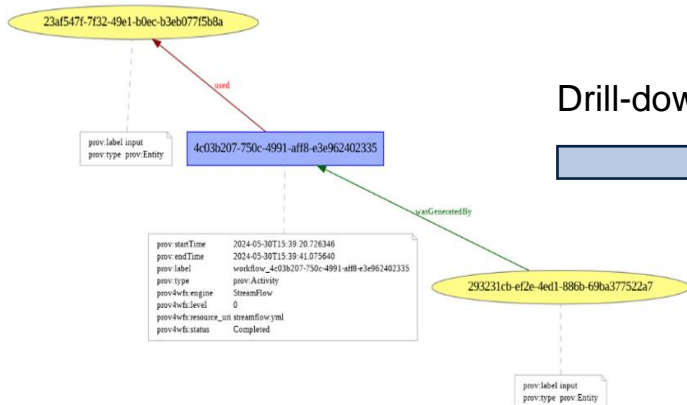 23af547f-7f32-49e1-b0ec-b3eb077f5b8a
used
Drill-dow
prov:label input
prov:type prov:Entity
4c03b207-750c-4991-aff8-e3e962402335
wasGeneratedBy
prov:startTime 2024-05-30T15:39:20.726346
prov:endTime 2024-05-30T15:39:41.075640
prov:label workflow_4c03b207-750c-4991-aff8-e3e962402335
prov:type prov:Activity
prov4wfs:engine StreamFlow
prov4wfs:level 0
prov4wfs:resource_uri streamflow.yml
prov4wfs:status Completed
293231cb-ef2e-4ed1-886b-69ba377522a7
prov:label input
prov:type prov:Entity